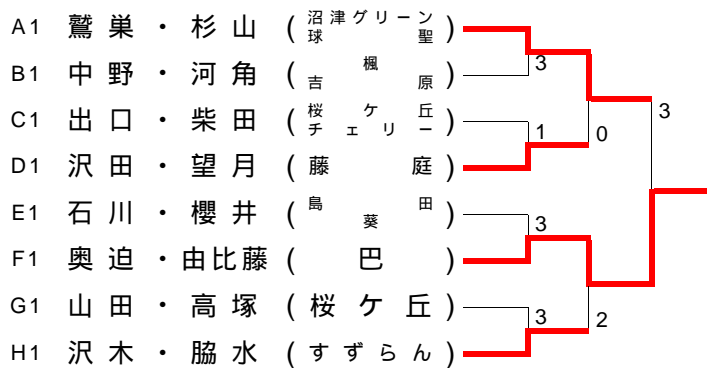 A1 鷲巣・杉山 (沼津グリーン 球聖)
3
B1 中野・河角 (楓 吉原)
3
C1 出口・柴田 (桜ケ丘 チェリー)
1 0
D1 沢田・望月 (藤庭)
E1 石川・櫻井 (島田 葵)
3
F1 奥迫・由比藤 (巴)
G1 山田・高塚 (桜ケ丘)
3 2
H1 沢木・脇水 (すずらん)